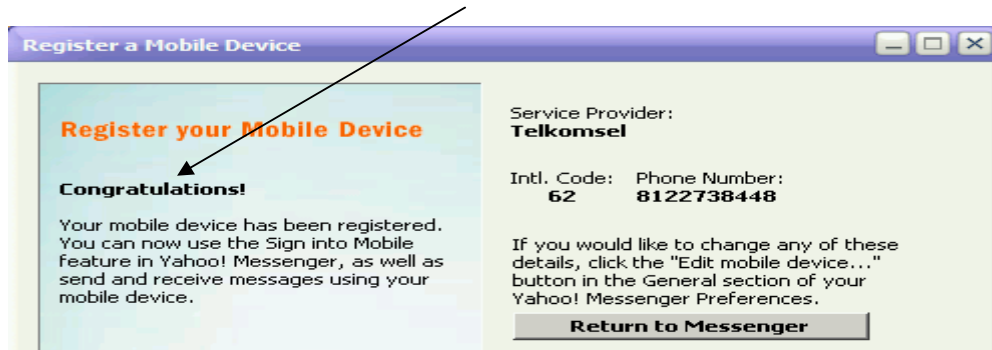 Register a Mobile Device
Register your Mobile Device
Congratulations!
Your mobile device has been registered.
You can now use the Sign into Mobile
feature in Yahoo! Messenger, as well as
send and receive messages using your
mobile device.
Service Provider:
Telkomsel
Intl. Code: Phone Number:
62 8122738448
If you would like to change any of these
details, click the "Edit mobile device..."
button in the General section of your
Yahoo! Messenger Preferences.
Return to Messenger